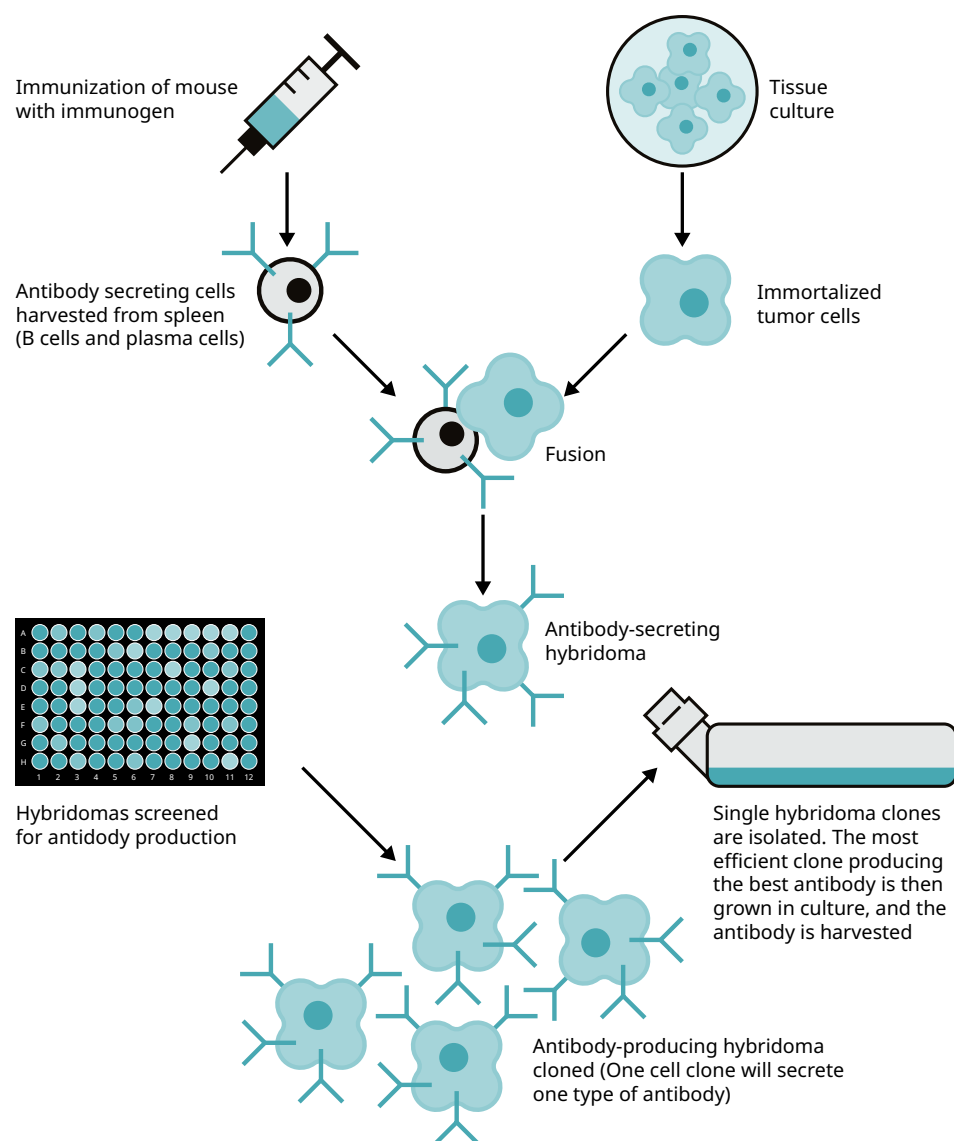 Immunization of mouse
with immunogen
Tissue
culture
Antibody secreting cells
harvested from spleen
(B cells and plasma cells)
Immortalized
tumor cells
Fusion
Antibody-secreting
hybridoma
A
B
C
D
E
F
G
H
1 2 3 4 5 6 7 8 9 10 11 12
Hybridomas screened
for antidody production
Single hybridoma clones
are isolated. The most
efficient clone producing
the best antibody is then
grown in culture, and the
antibody is harvested
Antibody-producing hybridoma
cloned (One cell clone will secrete
one type of antibody)